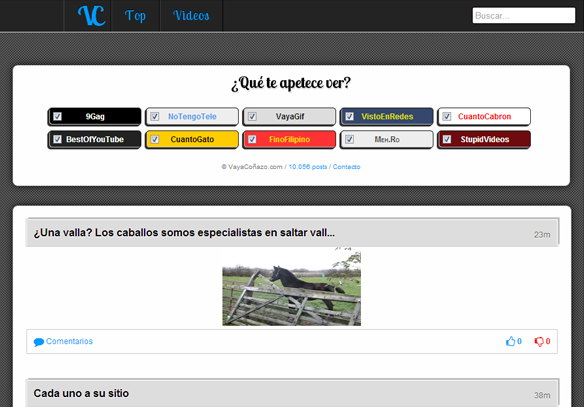 VC Top Videos Buscar...
¿Qué te apetece ver?
9Gag NoTengoTele VayaGif VistoEnRedes CuantoCabron
BestOfYouTube CuantoGato FinoFilipino Meh.Ro StupidVideos
© VayaCoñazo.com / 10.056 posts / Contacto
¿Una valla? Los caballos somos especialistas en saltar vall... 23m
Comentarios 0 0
Cada uno a su sitio 38m